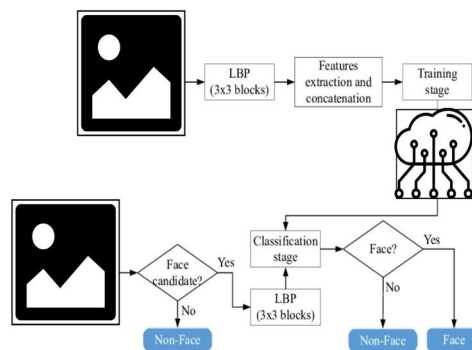 LBP
(3x3 blocks)
Features
extraction and
concatenation
Training
stage
Face
candidate?
Yes
No
Non-Face
LBP
(3x3 blocks)
Classification
stage
Face?
Yes
No
Non-Face
Face